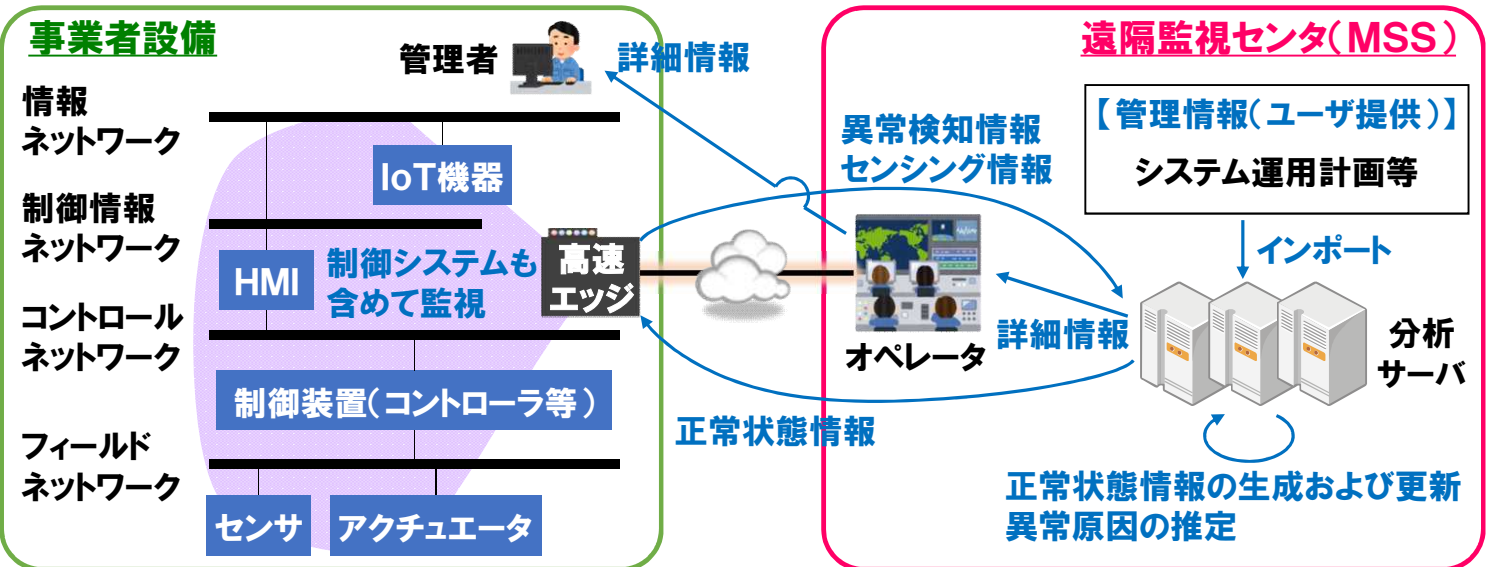 事業者設備
管理者
詳細情報
情報
ネットワーク
IoT機器
制御情報
ネットワーク
HMI
制御システムも
含めて監視
高速
エッジ
コントロール
ネットワーク
制御装置(コントローラ等)
フィールド
ネットワーク
センサ
アクチュエータ
遠隔監視センタ(MSS)
異常検知情報
センシング情報
【管理情報(ユーザ提供)】
システム運用計画等
インポート
オペレータ
詳細情報
分析
サーバ
正常状態情報
正常状態情報の生成および更新
異常原因の推定